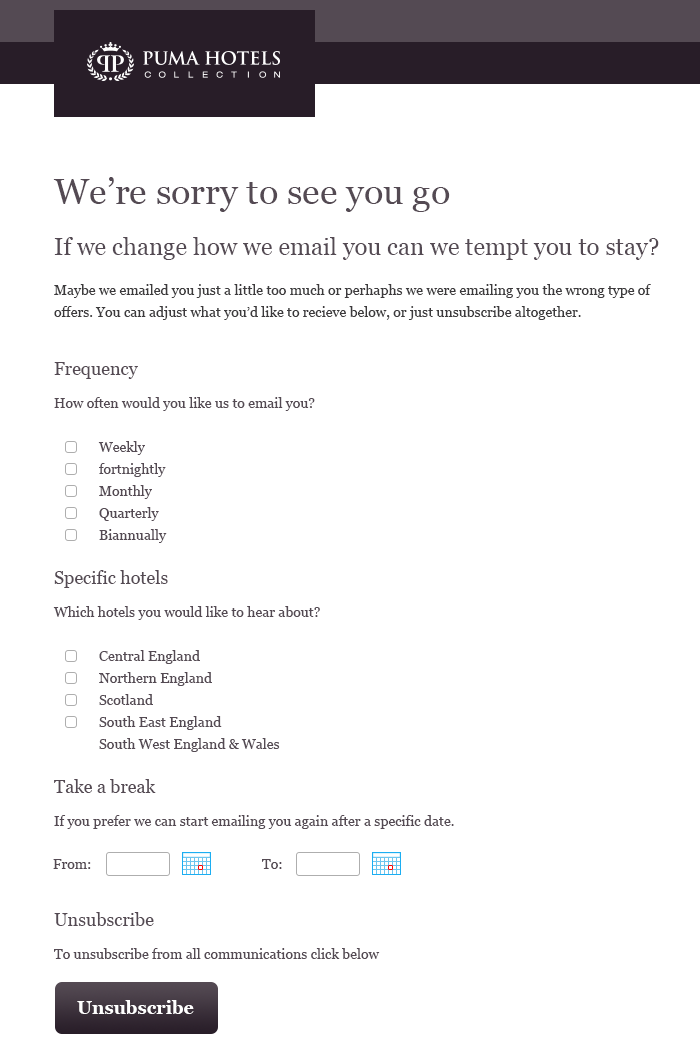 PUMA HOTELS
COLLECTION
We’re sorry to see you go
If we change how we email you can we tempt you to stay?
Maybe we emailed you just a little too much or perhaphs we were emailing you the wrong type of
offers. You can adjust what you’d like to recieve below, or just unsubscribe altogether.
Frequency
How often would you like us to email you?
Weekly
fortnightly
Monthly
Quarterly
Biannually
Specific hotels
Which hotels you would like to hear about?
Central England
Northern England
Scotland
South East England
South West England & Wales
Take a break
If you prefer we can start emailing you again after a specific date.
From: To:
Unsubscribe
To unsubscribe from all communications click below
Unsubscribe